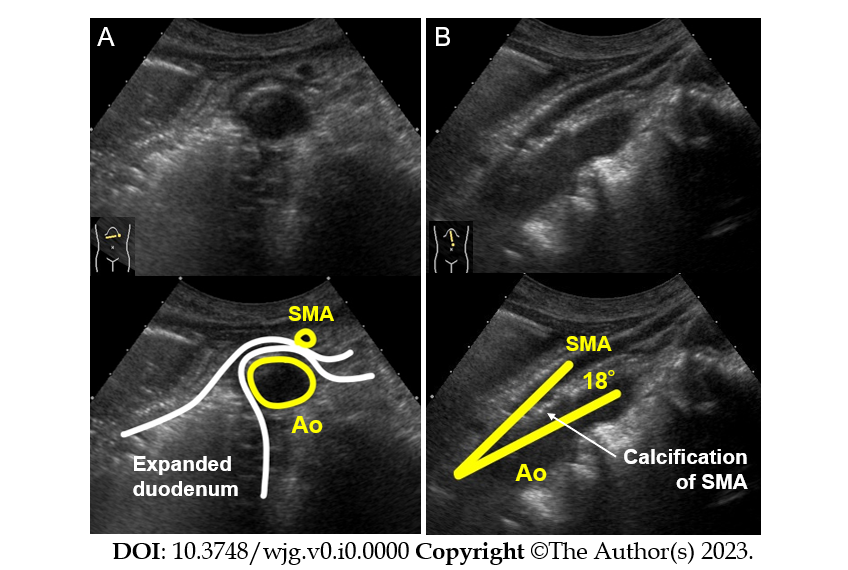 A
B
SMA
Ao
Expanded
duodenum
SMA
18°
Ao
Calcification
of SMA
DOI: 10.3748/wjg.v0.i0.0000 Copyright ©The Author(s) 2023.